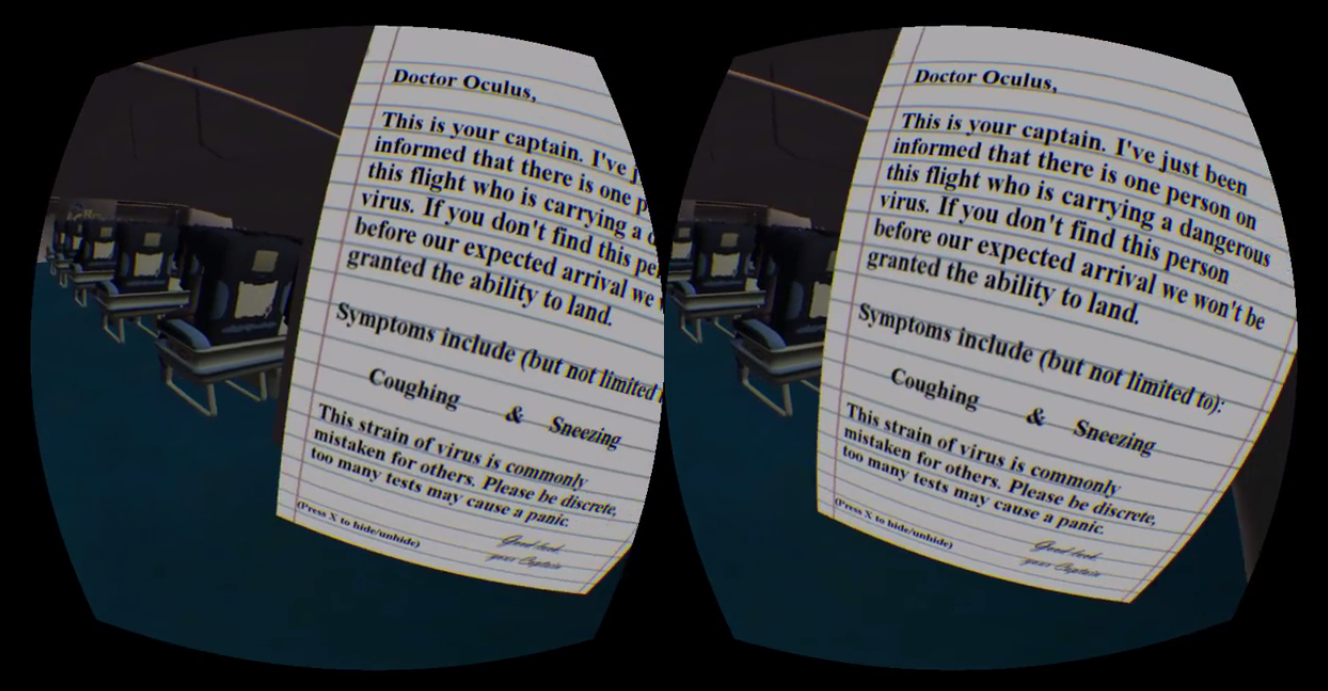 Doctor Oculus,
This is your captain. I've
informed that there is one
this flight who is carrying a
virus. If you don't find this
before our expected arrival we
granted the ability to land.
Symptoms include (but not limited
Coughing & Sneezing
This strain of virus is commonly
mistaken for others. Please be discrete,
too many tests may cause a panic.
(Press X to hide/unhide)
Good luck,
your Captain
Doctor Oculus,
This is your captain. I've just been
informed that there is one person on
this flight who is carrying a dangerous
virus. If you don't find this person
before our expected arrival we won't be
granted the ability to land.
Symptoms include (but not limited to):
Coughing & Sneezing
This strain of virus is commonly
mistaken for others. Please be discrete,
too many tests may cause a panic.
(Press X to hide/unhide)
Good luck,
your Captain